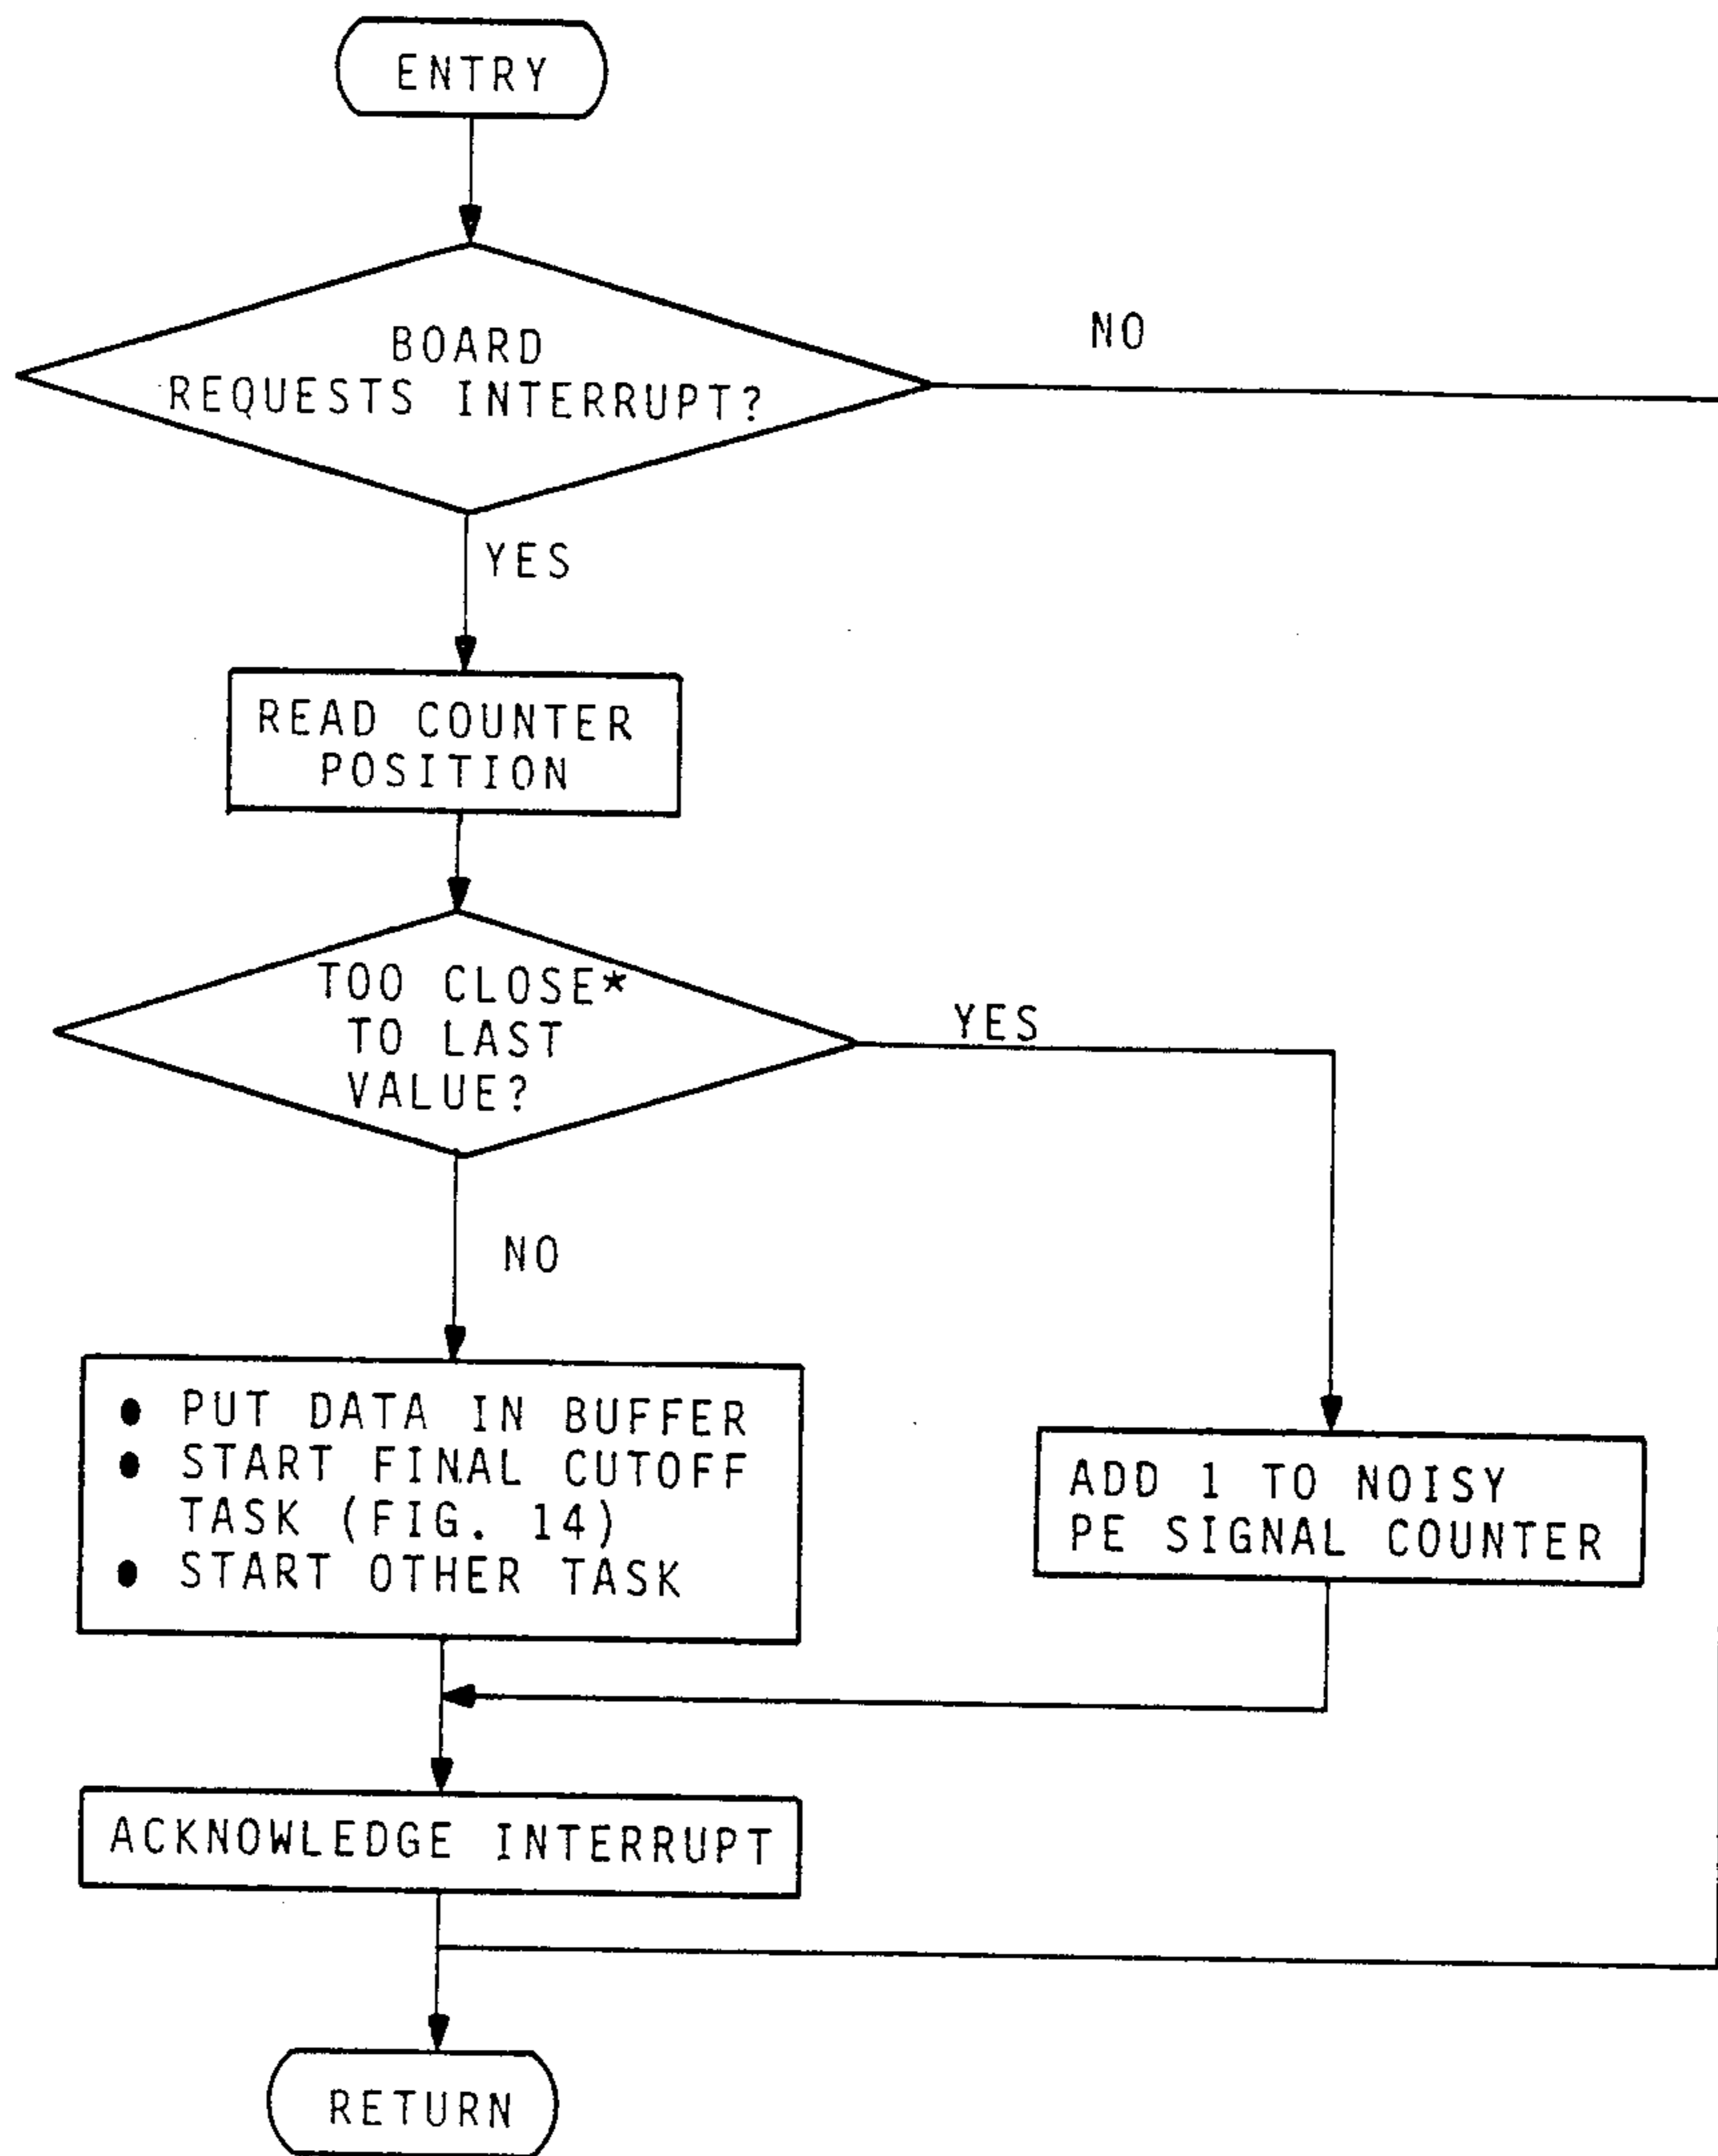 ENTRY
BOARD
REQUESTS INTERRUPT?
NO
YES
READ COUNTER
POSITION
TOO CLOSE*
TO LAST
VALUE?
YES
NO
● PUT DATA IN BUFFER
● START FINAL CUTOFF
TASK (FIG. 14)
● START OTHER TASK
ADD 1 TO NOISY
PE SIGNAL COUNTER
ACKNOWLEDGE INTERRUPT
RETURN